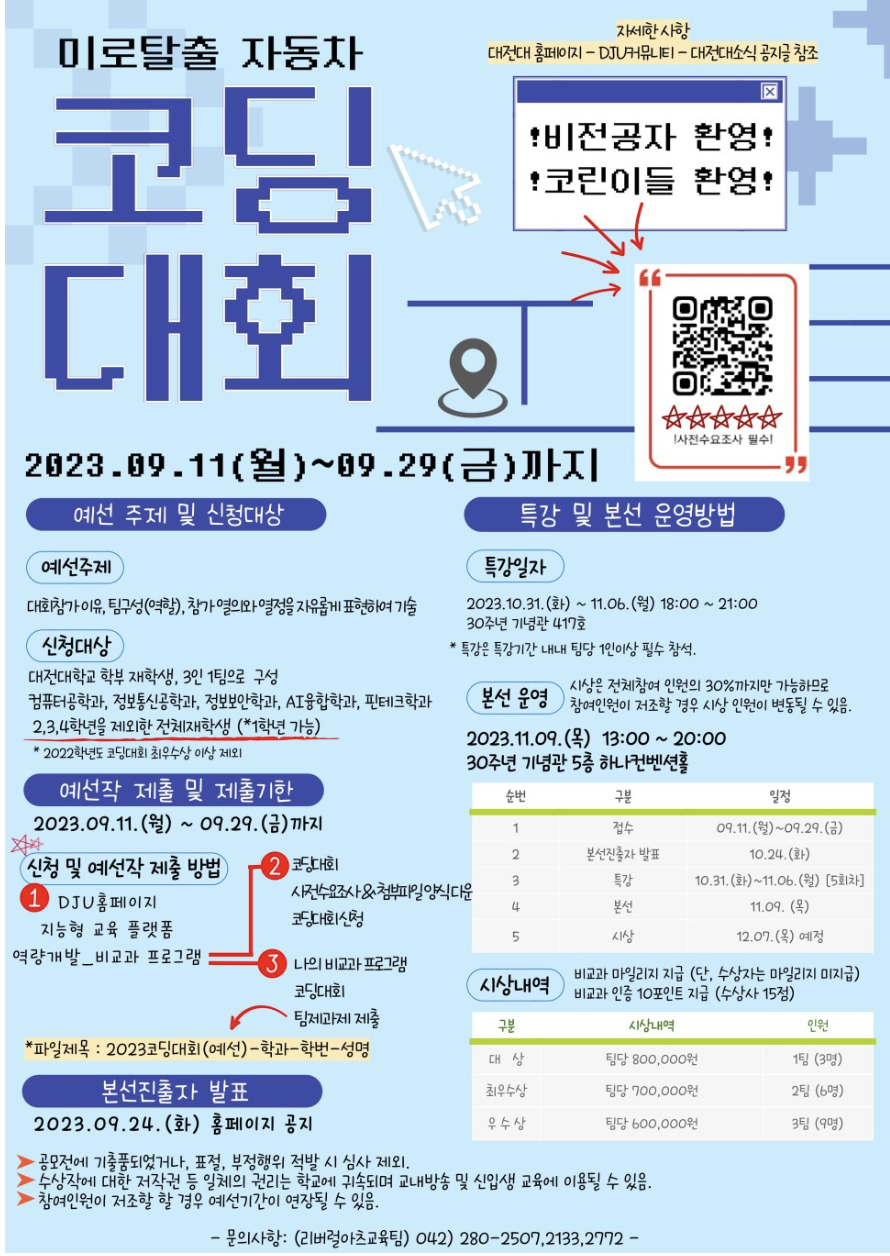 자세한 사항
대전대 홈페이지 - DJU커뮤니티 - 대전대소식 공지글 참조
미로탈출 자동차
코딩
대회
!비전공자 환영!
!코린이들 환영!
!사전수요조사 필수!
2023.09.11(월)~09.29(금)까지
예선 주제 및 신청대상
예선주제
대회참가이유, 팀구성(역할), 참가 열의와 열정을 자유롭게 표현하여 기술
신청대상
대전대학교 학부 재학생, 3인 1팀으로 구성
컴퓨터공학과, 정보통신공학과, 정보보안학과, AI융합학과, 핀테크학과
2,3,4학년을 제외한 전체재학생 (*1학년 가능)
* 2022학년도 코딩대회 최우수상 이상 제외
예선작 제출 및 제출기한
2023.09.11.(월) ~ 09.29.(금)까지
신청 및 예선작 제출 방법
1 DJU홈페이지
지능형 교육 플랫폼
역량개발_비교과 프로그램
2 코딩대회
사전수요조사&첨부파일양식다운
코딩대회신청
3 나의 비교과 프로그램
코딩대회
팀제과제 제출
*파일제목 : 2023코딩대회(예선)-학과-학번-성명
본선진출자 발표
2023.09.24.(화) 홈페이지 공지
특강 및 본선 운영방법
특강일자
2023.10.31.(화) ~ 11.06.(월) 18:00 ~ 21:00
30주년 기념관 417호
* 특강은 특강기간 내내 팀당 1인이상 필수 참석.
본선 운영
시상은 전체참여 인원의 30%까지만 가능하므로
참여인원이 저조할 경우 시상 인원이 변동될 수 있음.
2023.11.09.(목) 13:00 ~ 20:00
30주년 기념관 5층 하나컨벤션홀
순번 구분 일정
1 접수 09.11.(월)~09.29.(금)
2 본선진출자 발표 10.24.(화)
3 특강 10.31.(화)~11.06.(월) [5회차]
4 본선 11.09. (목)
5 시상 12.07.(목) 예정
시상내역
비교과 마일리지 지급 (단, 수상자는 마일리지 미지급)
비교과 인증 10포인트 지급 (수상사 15점)
구분 시상내역 인원
대 상 팀당 800,000원 1팀 (3명)
최우수상 팀당 700,000원 2팀 (6명)
우 수 상 팀당 600,000원 3팀 (9명)
공모전에 기출품되었거나, 표절, 부정행위 적발 시 심사 제외.
수상작에 대한 저작권 등 일체의 권리는 학교에 귀속되며 교내방송 및 신입생 교육에 이용될 수 있음.
참여인원이 저조할 할 경우 예선기간이 연장될 수 있음.
- 문의사항: (리버럴아츠교육팀) 042) 280-2507,2133,2772 -